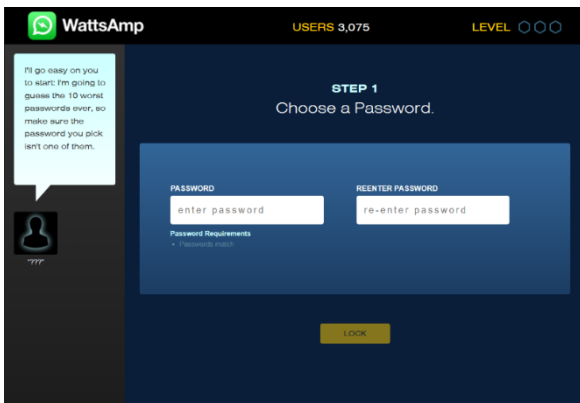 WattsAmp
USERS 3,075
LEVEL
I'll go easy on you
to start: I'm going to
guess the 10 worst
passwords ever, so
make sure the
password you pick
isn't one of them.
"???"
STEP 1
Choose a Password.
PASSWORD
REENTER PASSWORD
enter password
re-enter password
Password Requirements
• Passwords match
LOCK